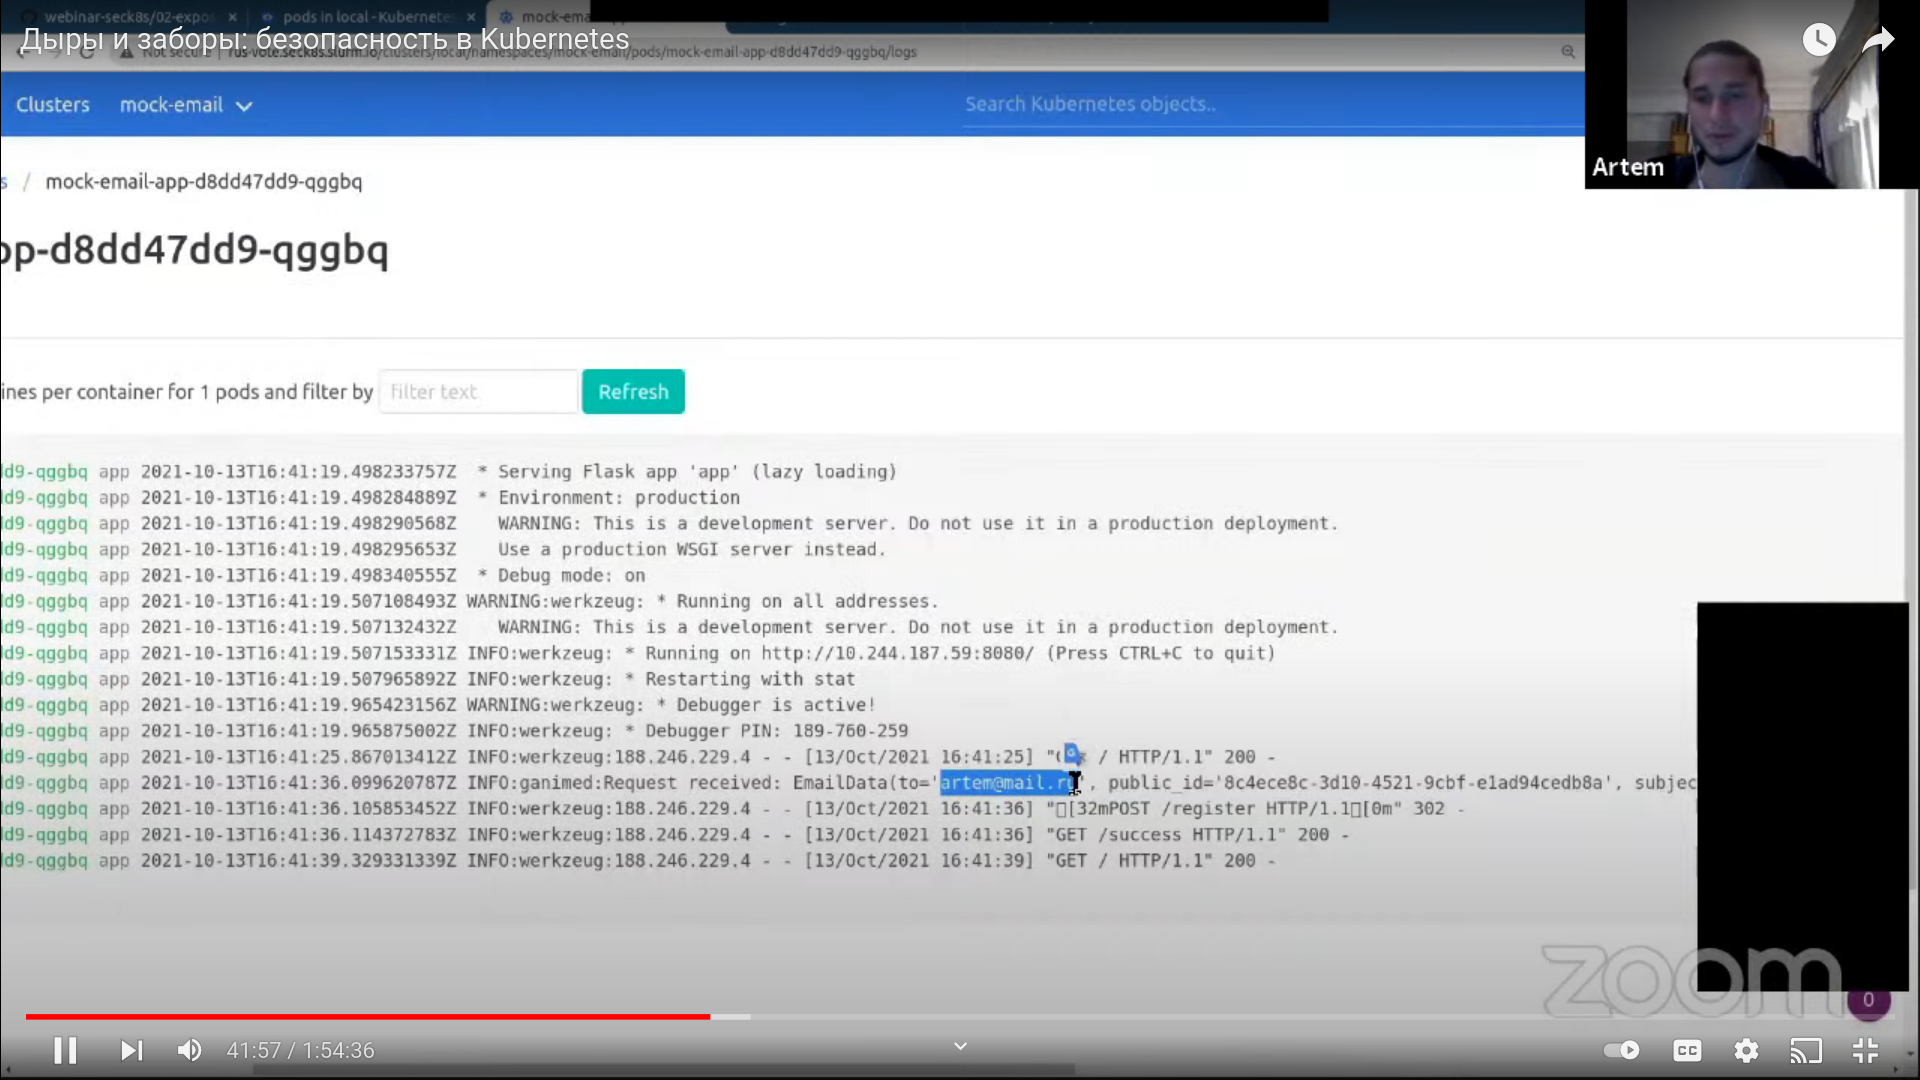 webinar-seck8s/02-expo
pods in local - Kubernetes
mock-ema
Дыры и заборы: безопасность в Kubernetes
Not secure
rus-vote.seck8s.slurm.io/clusters/local/namespaces/mock-email/pods/mock-email-app-d8dd47dd9-qggbq/logs
Clusters mock-email Search Kubernetes objects..
Artem
s / mock-email-app-d8dd47dd9-qggbq
pp-d8dd47dd9-qggbq
ines per container for 1 pods and filter by filter text Refresh
ld9-qggbq app 2021-10-13T16:41:19.498233757Z * Serving Flask app 'app' (lazy loading)
ld9-qggbq app 2021-10-13T16:41:19.498284889Z * Environment: production
ld9-qggbq app 2021-10-13T16:41:19.498290568Z WARNING: This is a development server. Do not use it in a production deployment.
ld9-qggbq app 2021-10-13T16:41:19.498295653Z Use a production WSGI server instead.
ld9-qggbq app 2021-10-13T16:41:19.498340555Z * Debug mode: on
ld9-qggbq app 2021-10-13T16:41:19.507108493Z WARNING:werkzeug: * Running on all addresses.
ld9-qggbq app 2021-10-13T16:41:19.507132432Z WARNING: This is a development server. Do not use it in a production deployment.
ld9-qggbq app 2021-10-13T16:41:19.507153331Z INFO:werkzeug: * Running on http://10.244.187.59:8080/ (Press CTRL+C to quit)
ld9-qggbq app 2021-10-13T16:41:19.507965892Z INFO:werkzeug: * Restarting with stat
ld9-qggbq app 2021-10-13T16:41:19.965423156Z WARNING:werkzeug: * Debugger is active!
ld9-qggbq app 2021-10-13T16:41:19.965875002Z INFO:werkzeug: * Debugger PIN: 189-760-259
ld9-qggbq app 2021-10-13T16:41:25.867013412Z INFO:werkzeug:188.246.229.4 - - [13/Oct/2021 16:41:25] " / HTTP/1.1" 200 -
ld9-qggbq app 2021-10-13T16:41:36.099620787Z INFO:ganimed:Request received: EmailData(to='artem@mail.r', public_id='8c4ece8c-3d10-4521-9cbf-e1ad94cedb8a', subjec
ld9-qggbq app 2021-10-13T16:41:36.105853452Z INFO:werkzeug:188.246.229.4 - - [13/Oct/2021 16:41:36] "▯[32mPOST /register HTTP/1.1▯[0m" 302 -
ld9-qggbq app 2021-10-13T16:41:36.114372783Z INFO:werkzeug:188.246.229.4 - - [13/Oct/2021 16:41:36] "GET /success HTTP/1.1" 200 -
ld9-qggbq app 2021-10-13T16:41:39.329331339Z INFO:werkzeug:188.246.229.4 - - [13/Oct/2021 16:41:39] "GET / HTTP/1.1" 200 -
zoom
0
41:57 / 1:54:36
CC